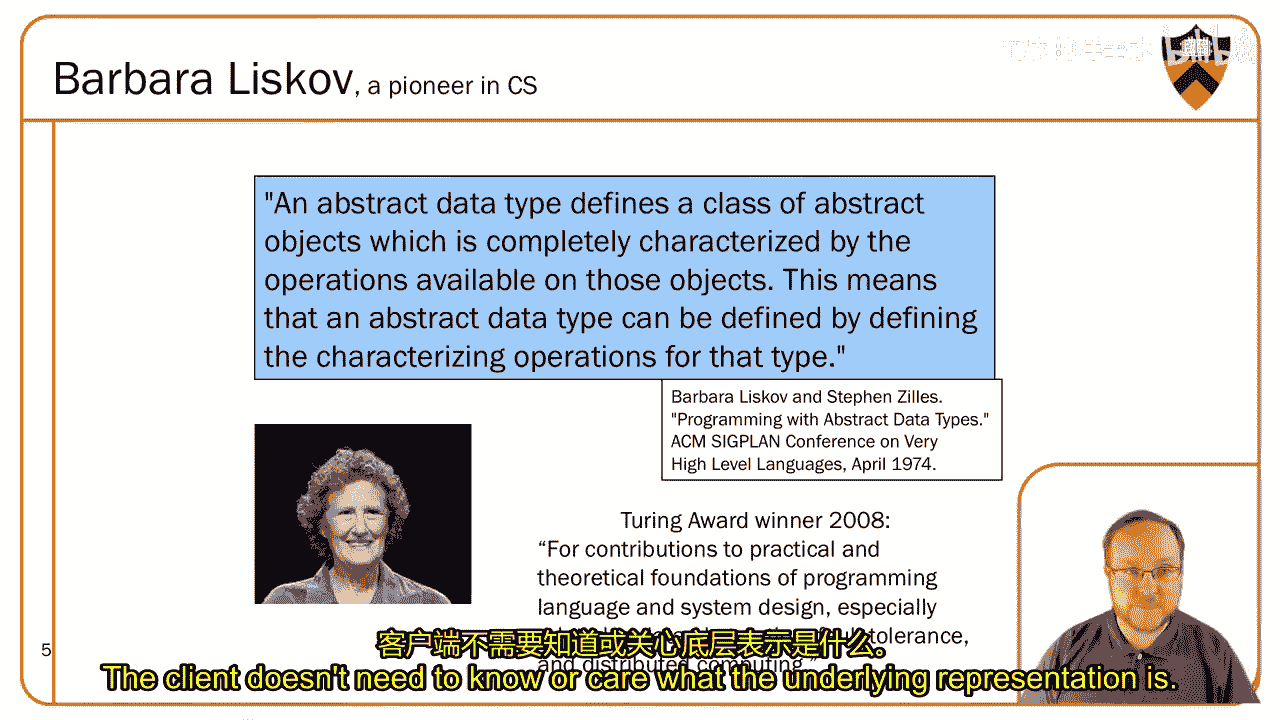 Barbara Liskov, a pioneer in CS
"An abstract data type defines a class of abstract
objects which is completely characterized by the
operations available on those objects. This means
that an abstract data type can be defined by defining
the characterizing operations for that type."
Barbara Liskov and Stephen Zilles.
"Programming with Abstract Data Types."
ACM SIGPLAN Conference on Very
High Level Languages, April 1974.
Turing Award winner 2008:
“For contributions to practical and
theoretical foundations of programming
language and system design, especially
tolerance,
and distributed computing.”
5
客户端不需要知道或关心底层表示是什么。
The client doesn't need to know or care what the underlying representation is.